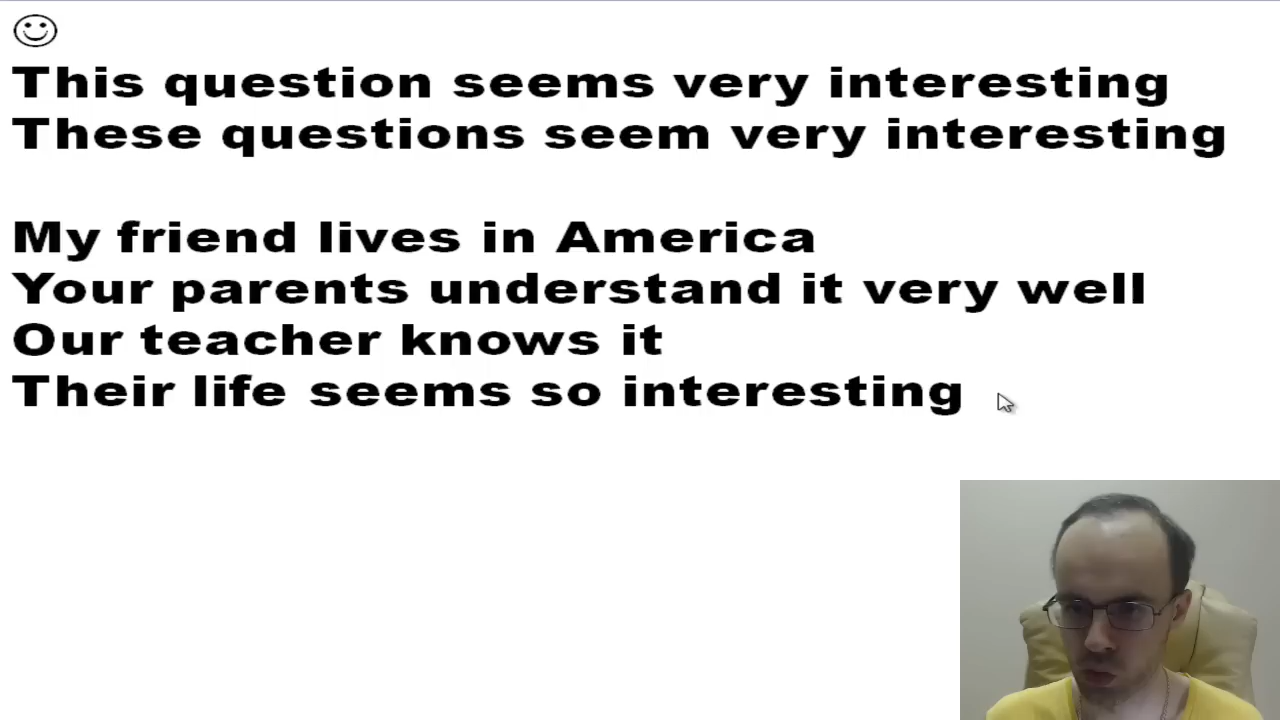 This question seems very interesting
These questions seem very interesting
My friend lives in America
Your parents understand it very well
Our teacher knows it
Their life seems so interesting